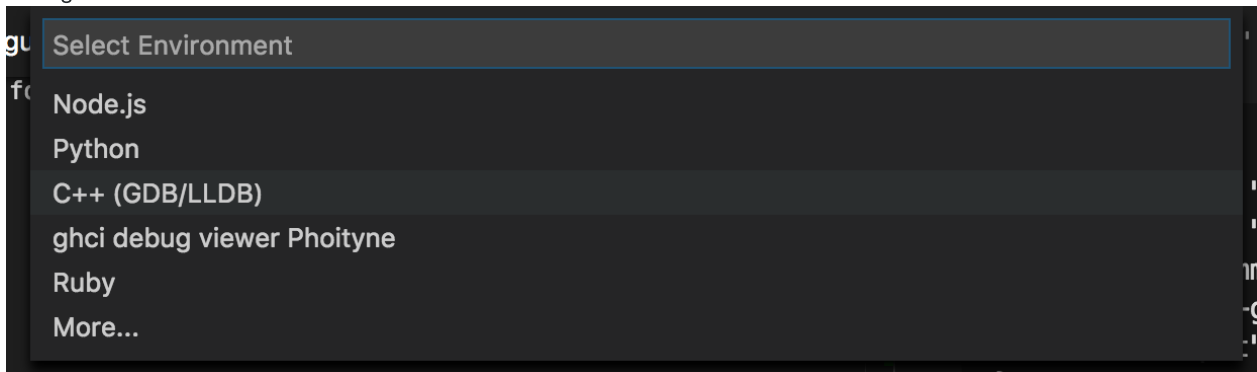 Select Environment
Node.js
Python
C++ (GDB/LLDB)
ghci debug viewer Phoityne
Ruby
More...